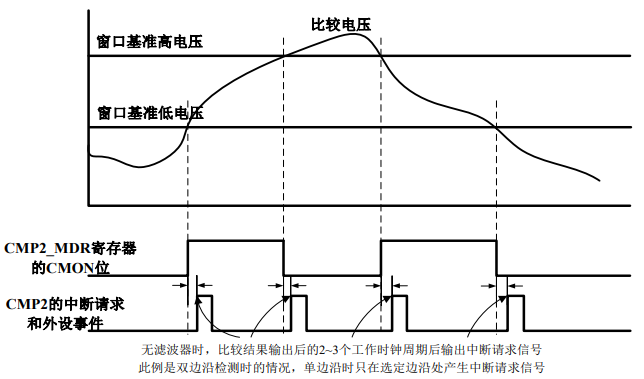 比较电压
窗口基准高电压
窗口基准低电压
CMP2_MDR寄存器
的CMON位
CMP2的中断请求
和外设事件
无滤波器时，比较结果输出后的2~3个工作时钟周期后输出中断请求信号
此例是双边沿检测时的情况，单边沿时只在选定边沿处产生中断请求信号